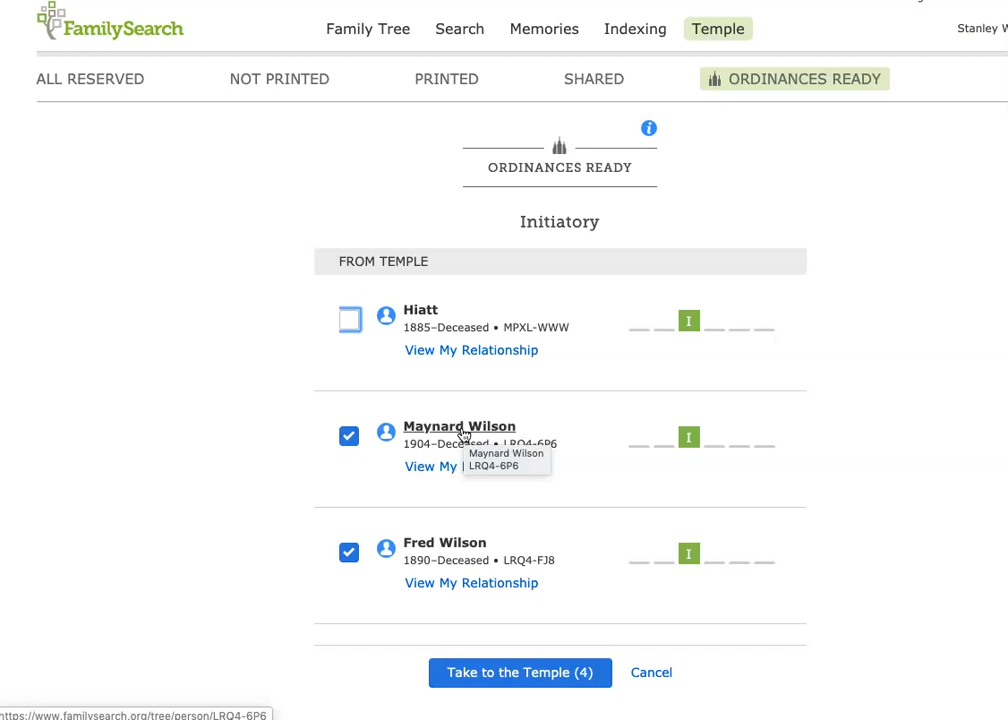 FamilySearch
Family Tree Search Memories Indexing Temple Stanley W
ALL RESERVED NOT PRINTED PRINTED SHARED ORDINANCES READY
i
ORDINANCES READY
Initiatory
FROM TEMPLE
Hiatt
1885–Deceased • MPXL-WWW
I
View My Relationship
Maynard Wilson
1904–Deceased • LRQ4-6P6
I
Maynard Wilson
LRQ4-6P6
View My
Fred Wilson
1890–Deceased • LRQ4-FJ8
I
View My Relationship
Take to the Temple (4) Cancel
https://www.familysearch.org/tree/person/LRQ4-6P6